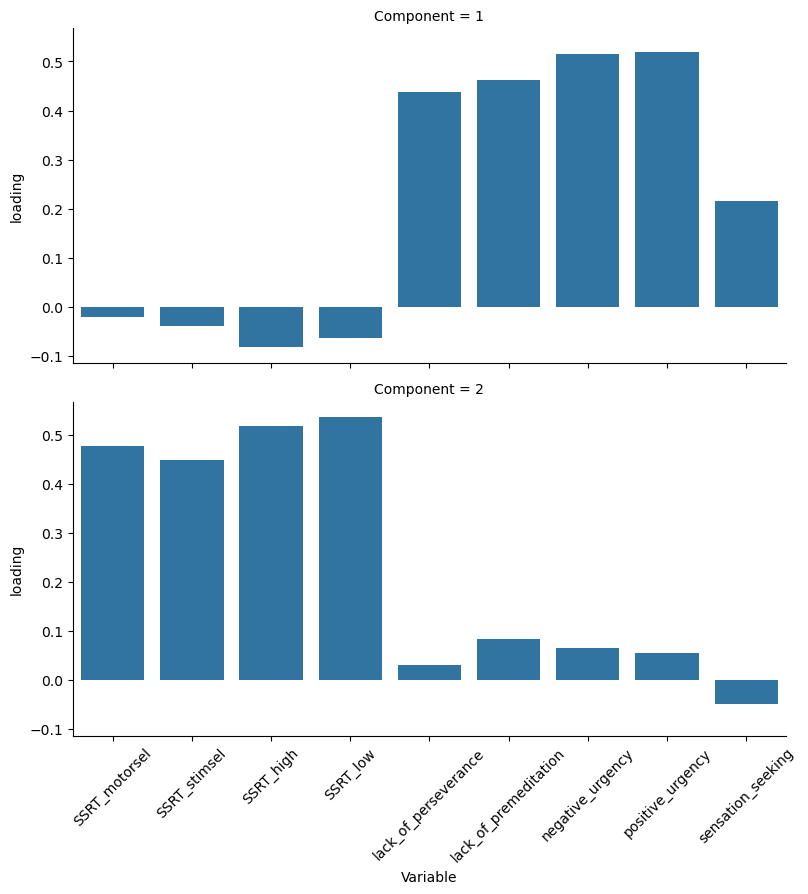 Component = 1
loading
0.5
0.4
0.3
0.2
0.1
0.0
−0.1
Component = 2
loading
0.5
0.4
0.3
0.2
0.1
0.0
−0.1
SSRT_motorsel
SSRT_stimsel
SSRT_high
SSRT_low
lack_of_perseverance
lack_of_premeditation
negative_urgency
positive_urgency
sensation_seeking
Variable